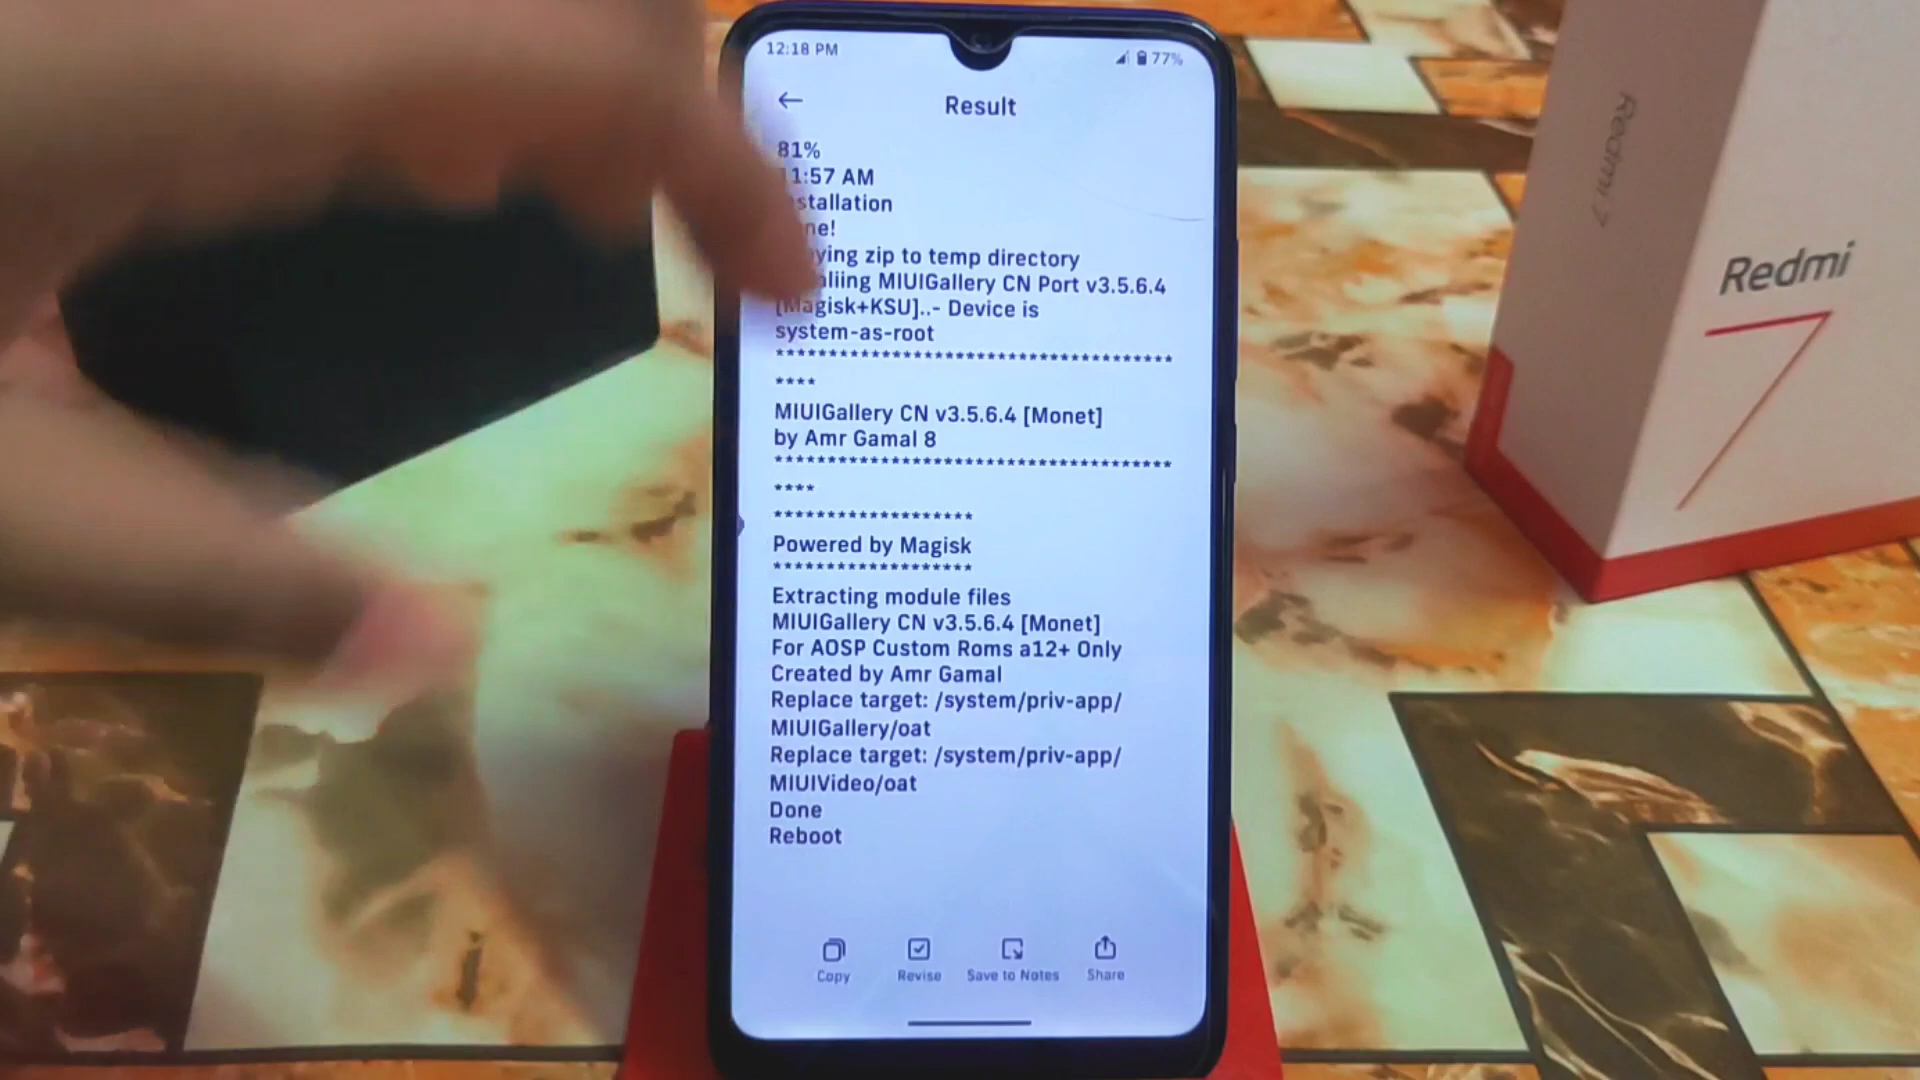 12:18 PM
77%
Result
81%
1:57 AM
stallation
ne!
ying zip to temp directory
lliing MIUIGallery CN Port v3.5.6.4
[Magisk+KSU]..- Device is
system-as-root
**************************************
****
MIUIGallery CN v3.5.6.4 [Monet]
by Amr Gamal 8
**************************************
****
*******************
Powered by Magisk
*******************
Extracting module files
MIUIGallery CN v3.5.6.4 [Monet]
For AOSP Custom Roms a12+ Only
Created by Amr Gamal
Replace target: /system/priv-app/
MIUIGallery/oat
Replace target: /system/priv-app/
MIUIVideo/oat
Done
Reboot
Copy
Revise
Save to Notes
Share
Redmi 7
Redmi
7